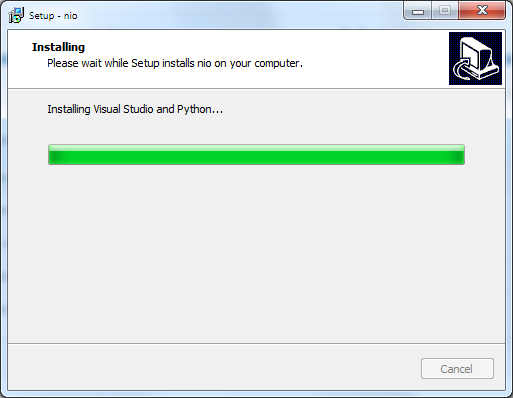 Setup - nio
Installing
Please wait while Setup installs nio on your computer.
Installing Visual Studio and Python...
Cancel